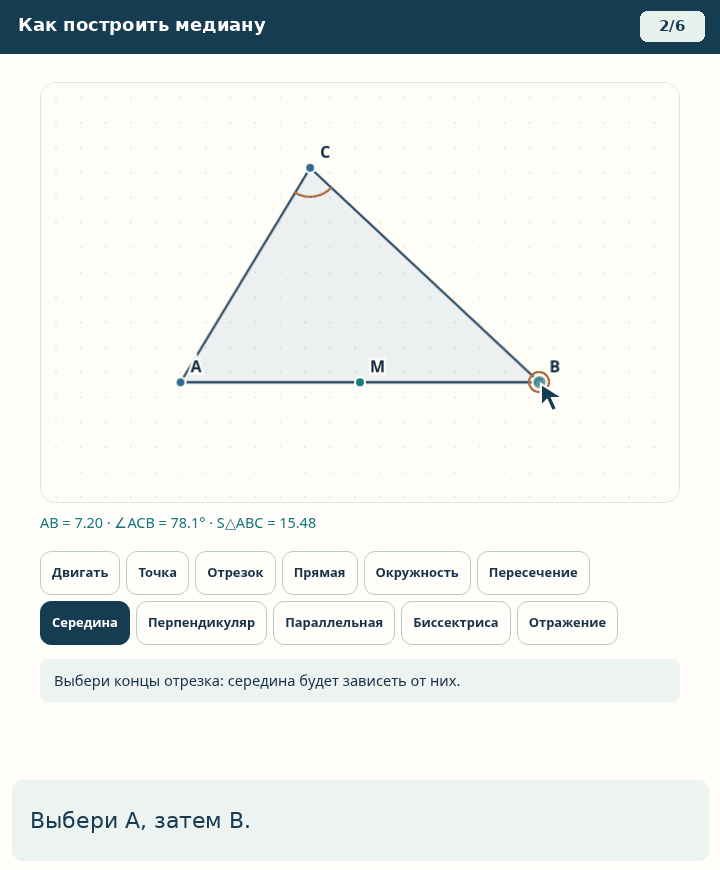 Как построить медиану
2/6
C
A
M
B
AB = 7.20 · ∠ACB = 78.1° · S△ABC = 15.48
Двигать Точка Отрезок Прямая Окружность Пересечение
Середина Перпендикуляр Параллельная Биссектриса Отражение
Выбери концы отрезка: середина будет зависеть от них.
Выбери A, затем B.